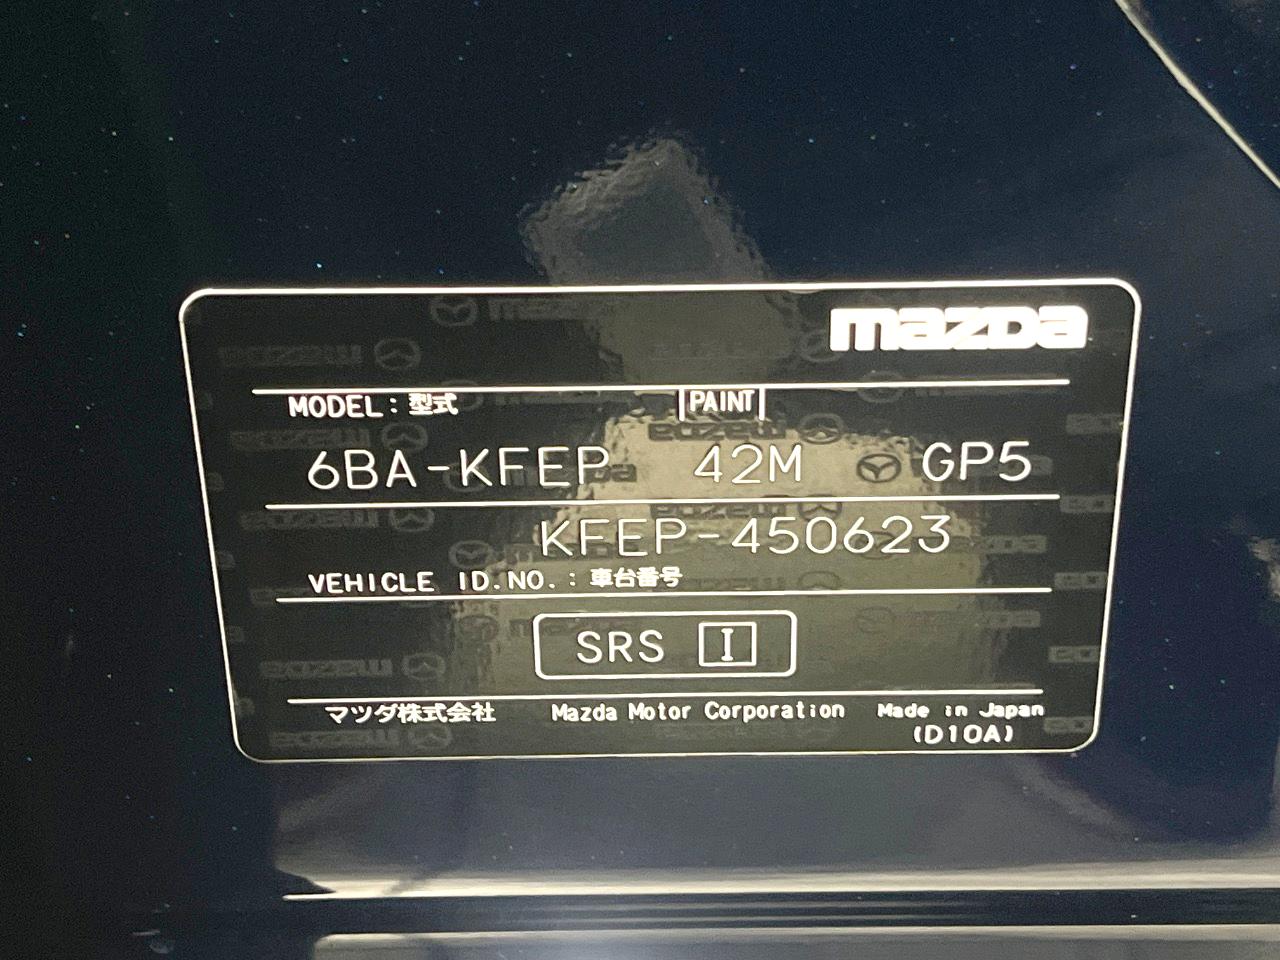 mazda
MODEL : 型式 PAINT
6BA-KFEP 42M GP5
KFEP-450623
VEHICLE ID.NO. : 車台番号
SRS I
マツダ株式会社 Mazda Motor Corporation Made in Japan
(D10A)